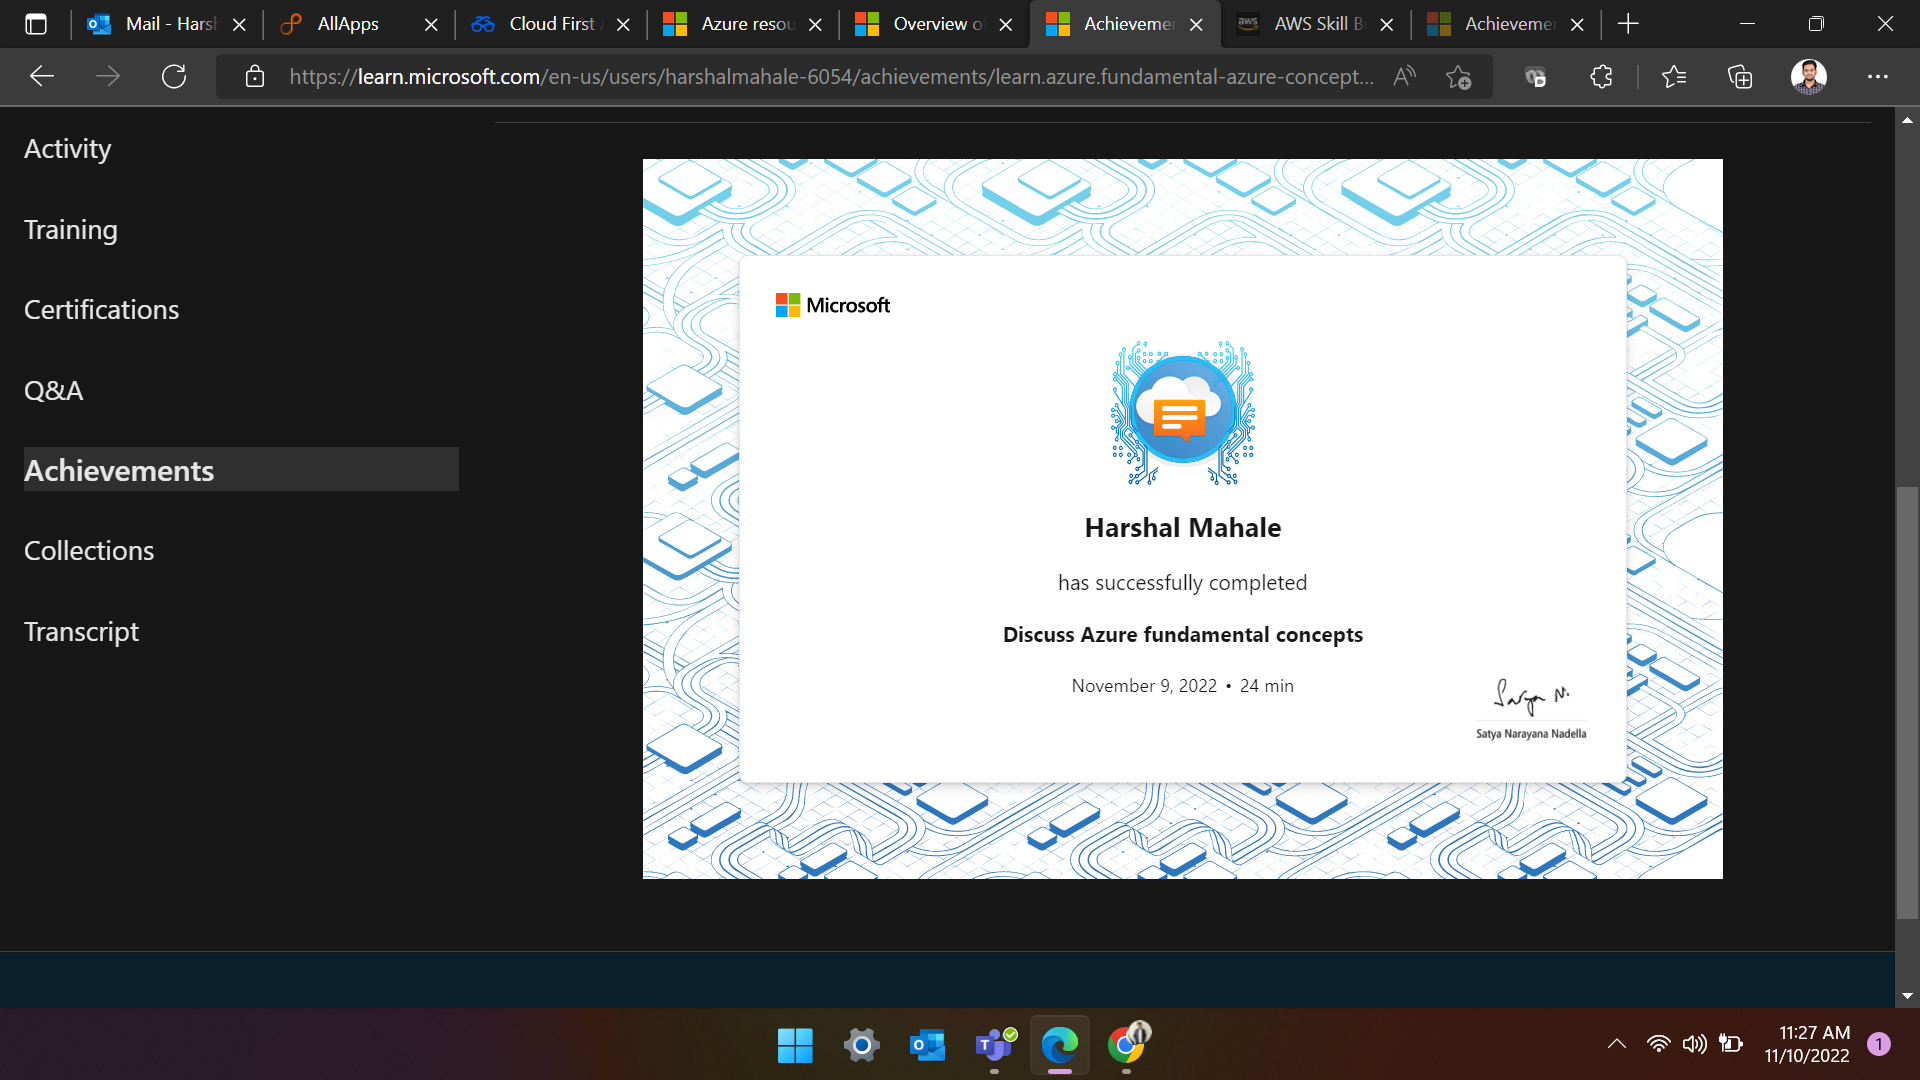 Mail - Harsh
AllApps
Cloud First
Azure resou
Overview o
Achieveme
aws
AWS Skill B
Achieveme
https://learn.microsoft.com/en-us/users/harshalmahale-6054/achievements/learn.azure.fundamental-azure-concept...
Activity
Training
Certifications
Q&A
Achievements
Collections
Transcript
Microsoft
Harshal Mahale
has successfully completed
Discuss Azure fundamental concepts
November 9, 2022 • 24 min
Satya N.
Satya Narayana Nadella
11:27 AM
11/10/2022
1